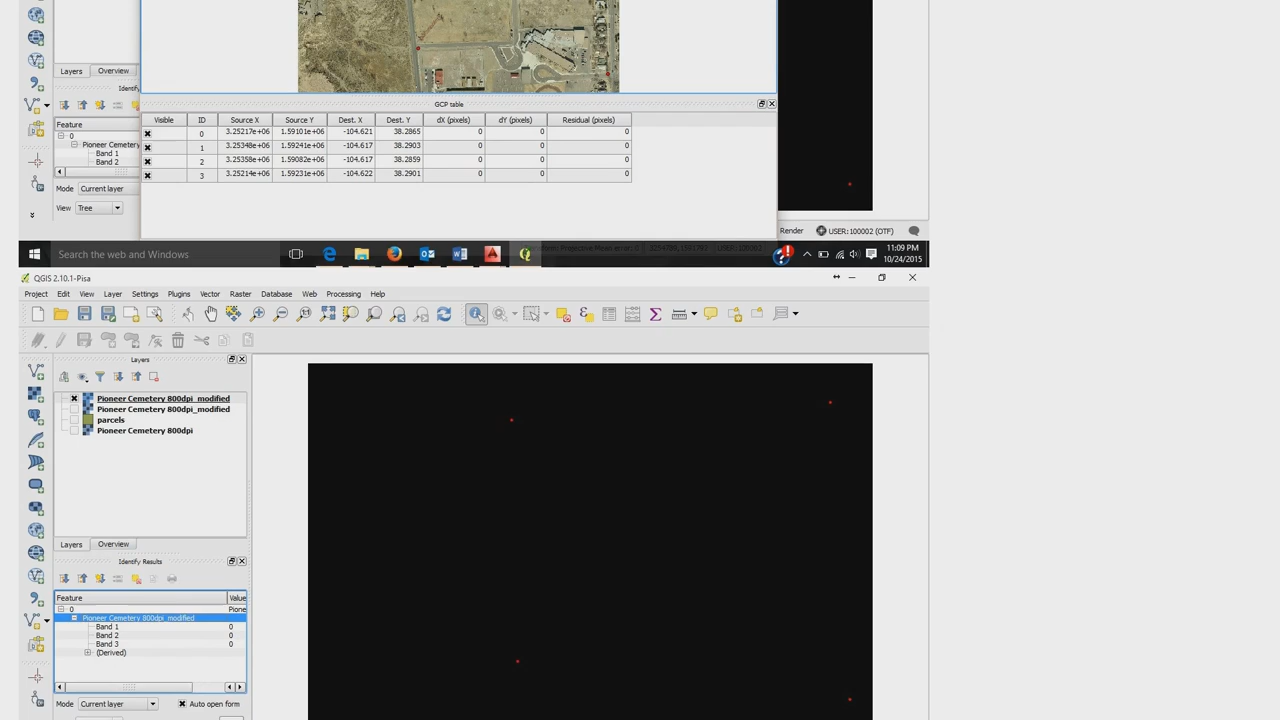 Layers Overview
Identify
GCP table
Feature
Visible ID Source X Source Y Dest. X Dest. Y dX (pixels) dY (pixels) Residual (pixels)
0
0 3.25217e+06 1.59101e+06 -104.621 38.2865 0 0 0
Pioneer Cemetery
1 3.25348e+06 1.59241e+06 -104.617 38.2903 0 0 0
Band 1
2 3.25358e+06 1.59082e+06 -104.617 38.2859 0 0 0
Band 2
3 3.25214e+06 1.59231e+06 -104.622 38.2901 0 0 0
Mode Current layer
View Tree
Render USER:100002 (OTF)
Search the web and Windows
11:09 PM
10/24/2015
QGIS 2.10.1-Pisa
Project Edit View Layer Settings Plugins Vector Raster Database Web Processing Help
Layers
Pioneer Cemetery 800dpi_modified
Pioneer Cemetery 800dpi_modified
parcels
Pioneer Cemetery 800dpi
Layers Overview
Identify Results
Feature Value
0 Pione
Pioneer Cemetery 800dpi_modified
Band 1 0
Band 2 0
Band 3 0
(Derived)
Mode Current layer Auto open form